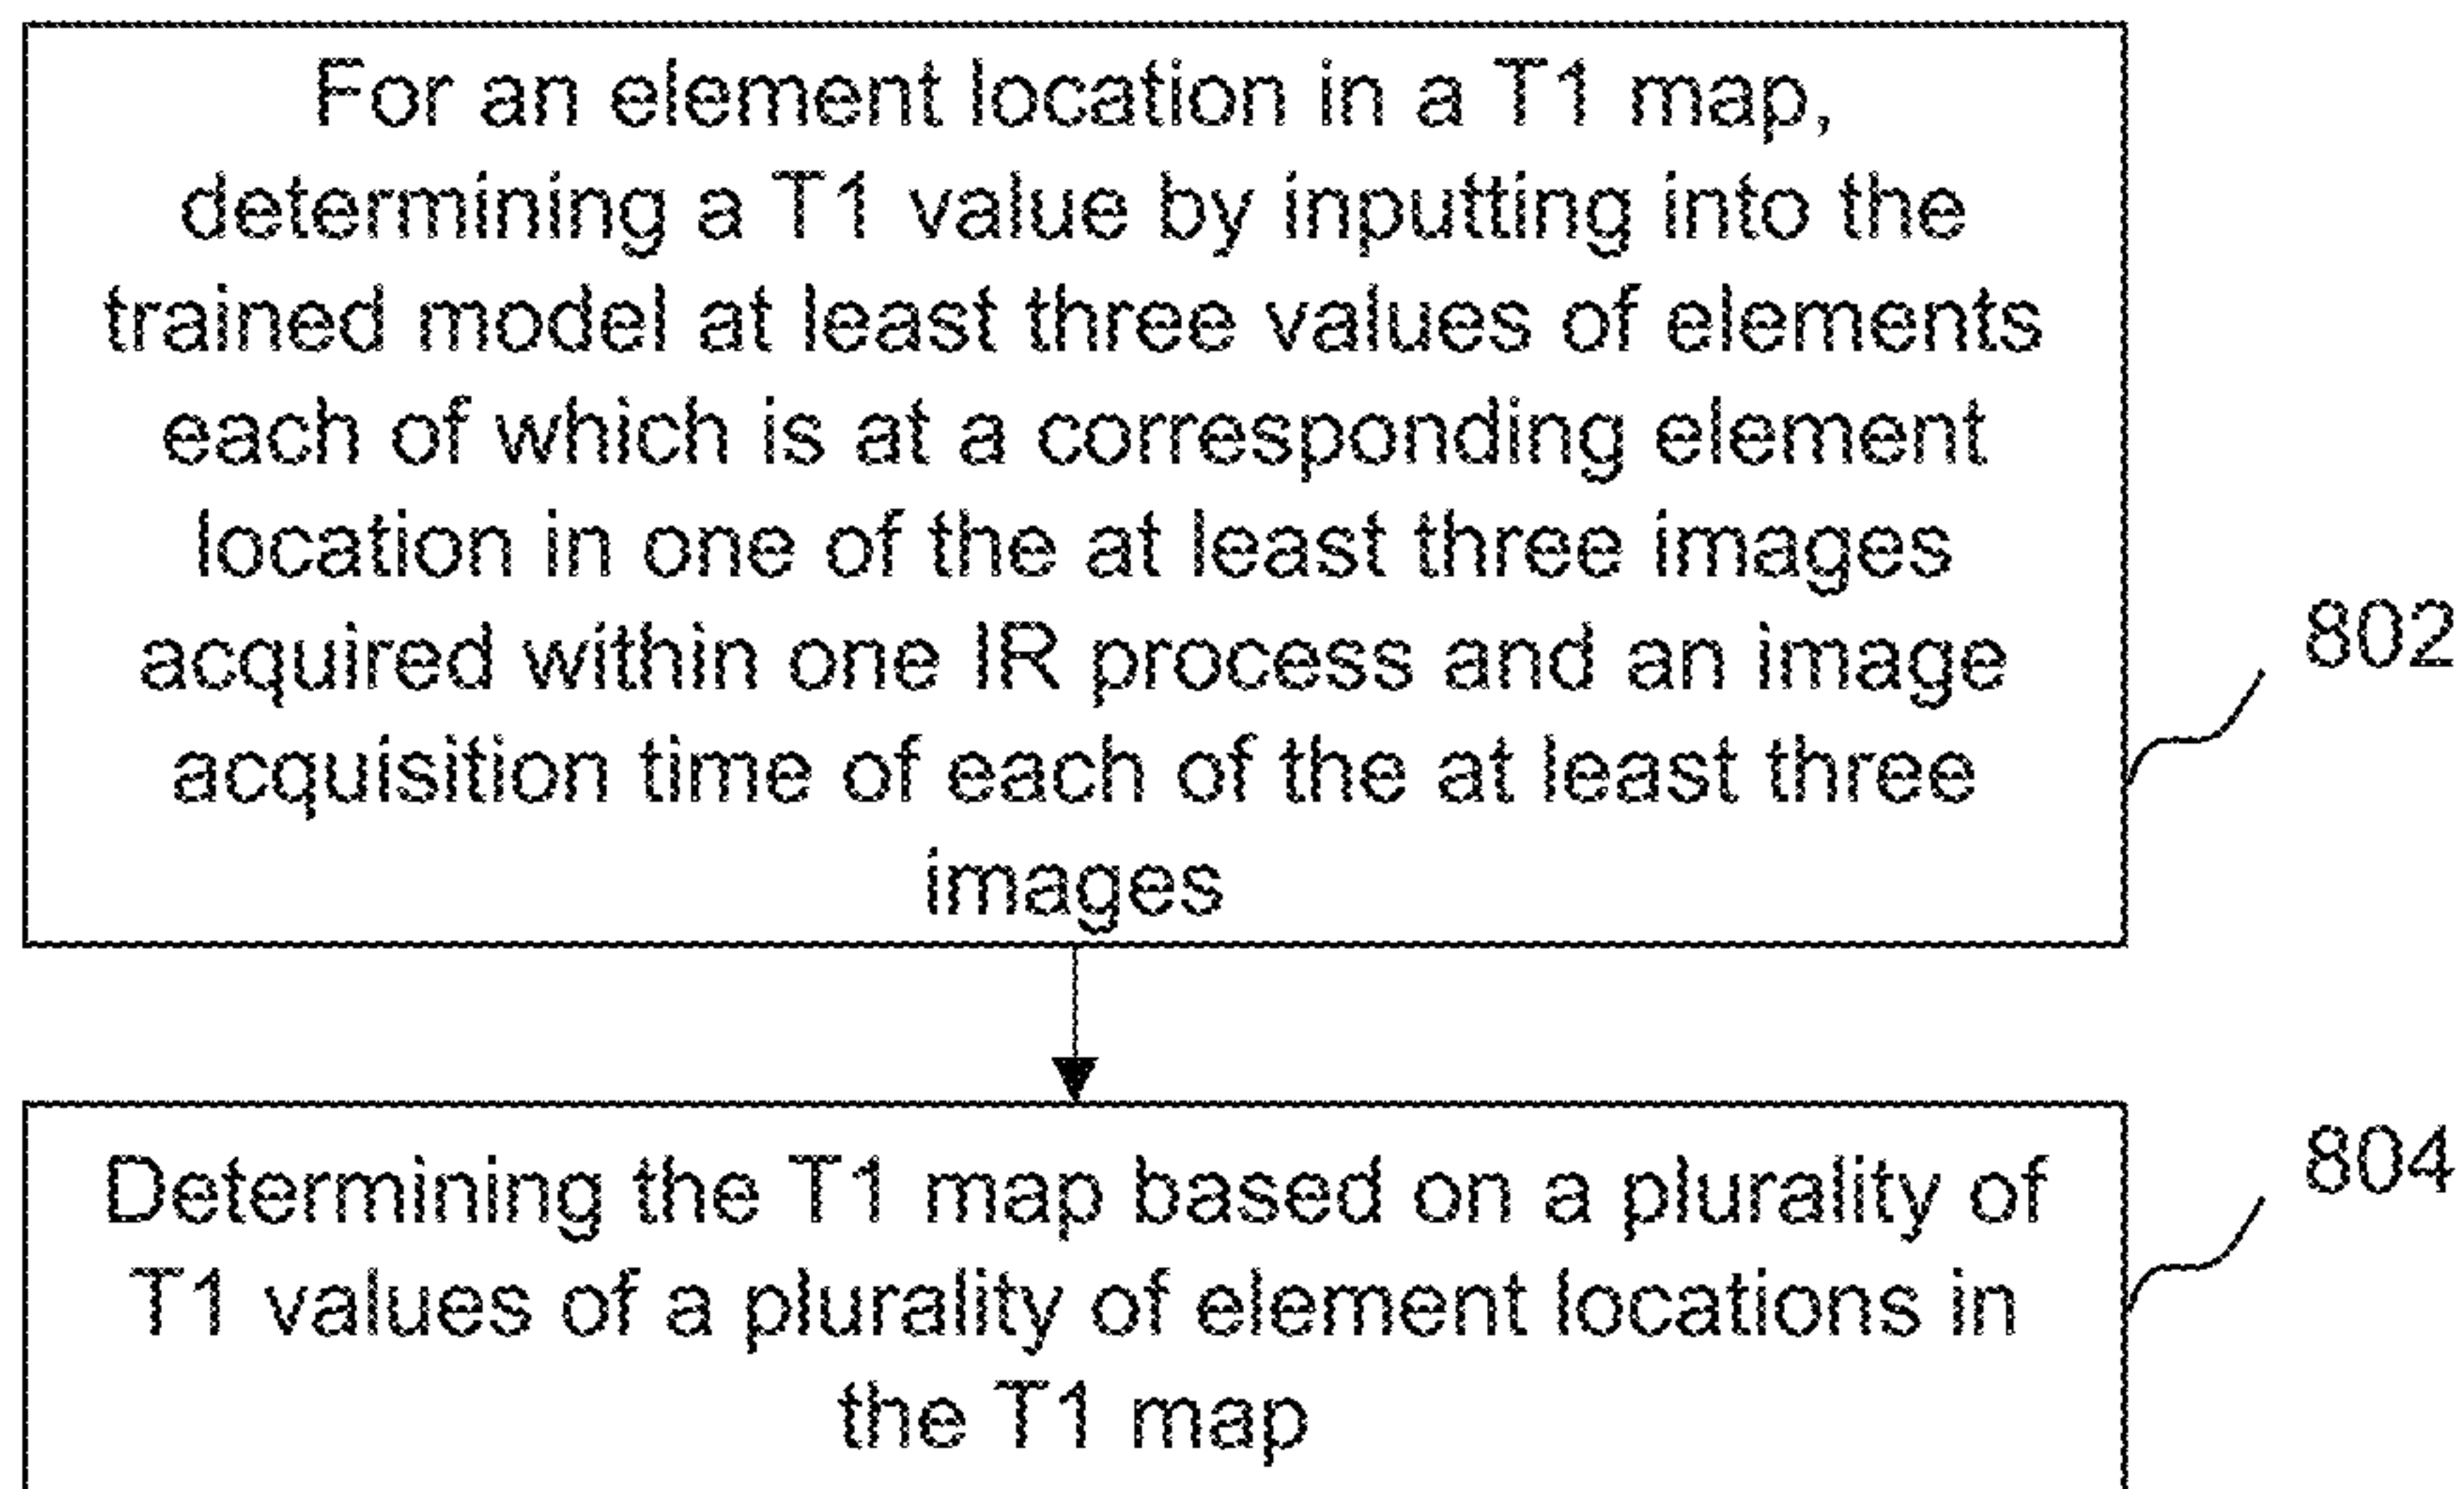 For an element location in a T1 map,
determining a T1 value by inputting into the
trained model at least three values of elements
each of which is at a corresponding element
location in one of the at least three images
acquired within one IR process and an image
acquisition time of each of the at least three
images
802
Determining the T1 map based on a plurality of
T1 values of a plurality of element locations in
the T1 map
804